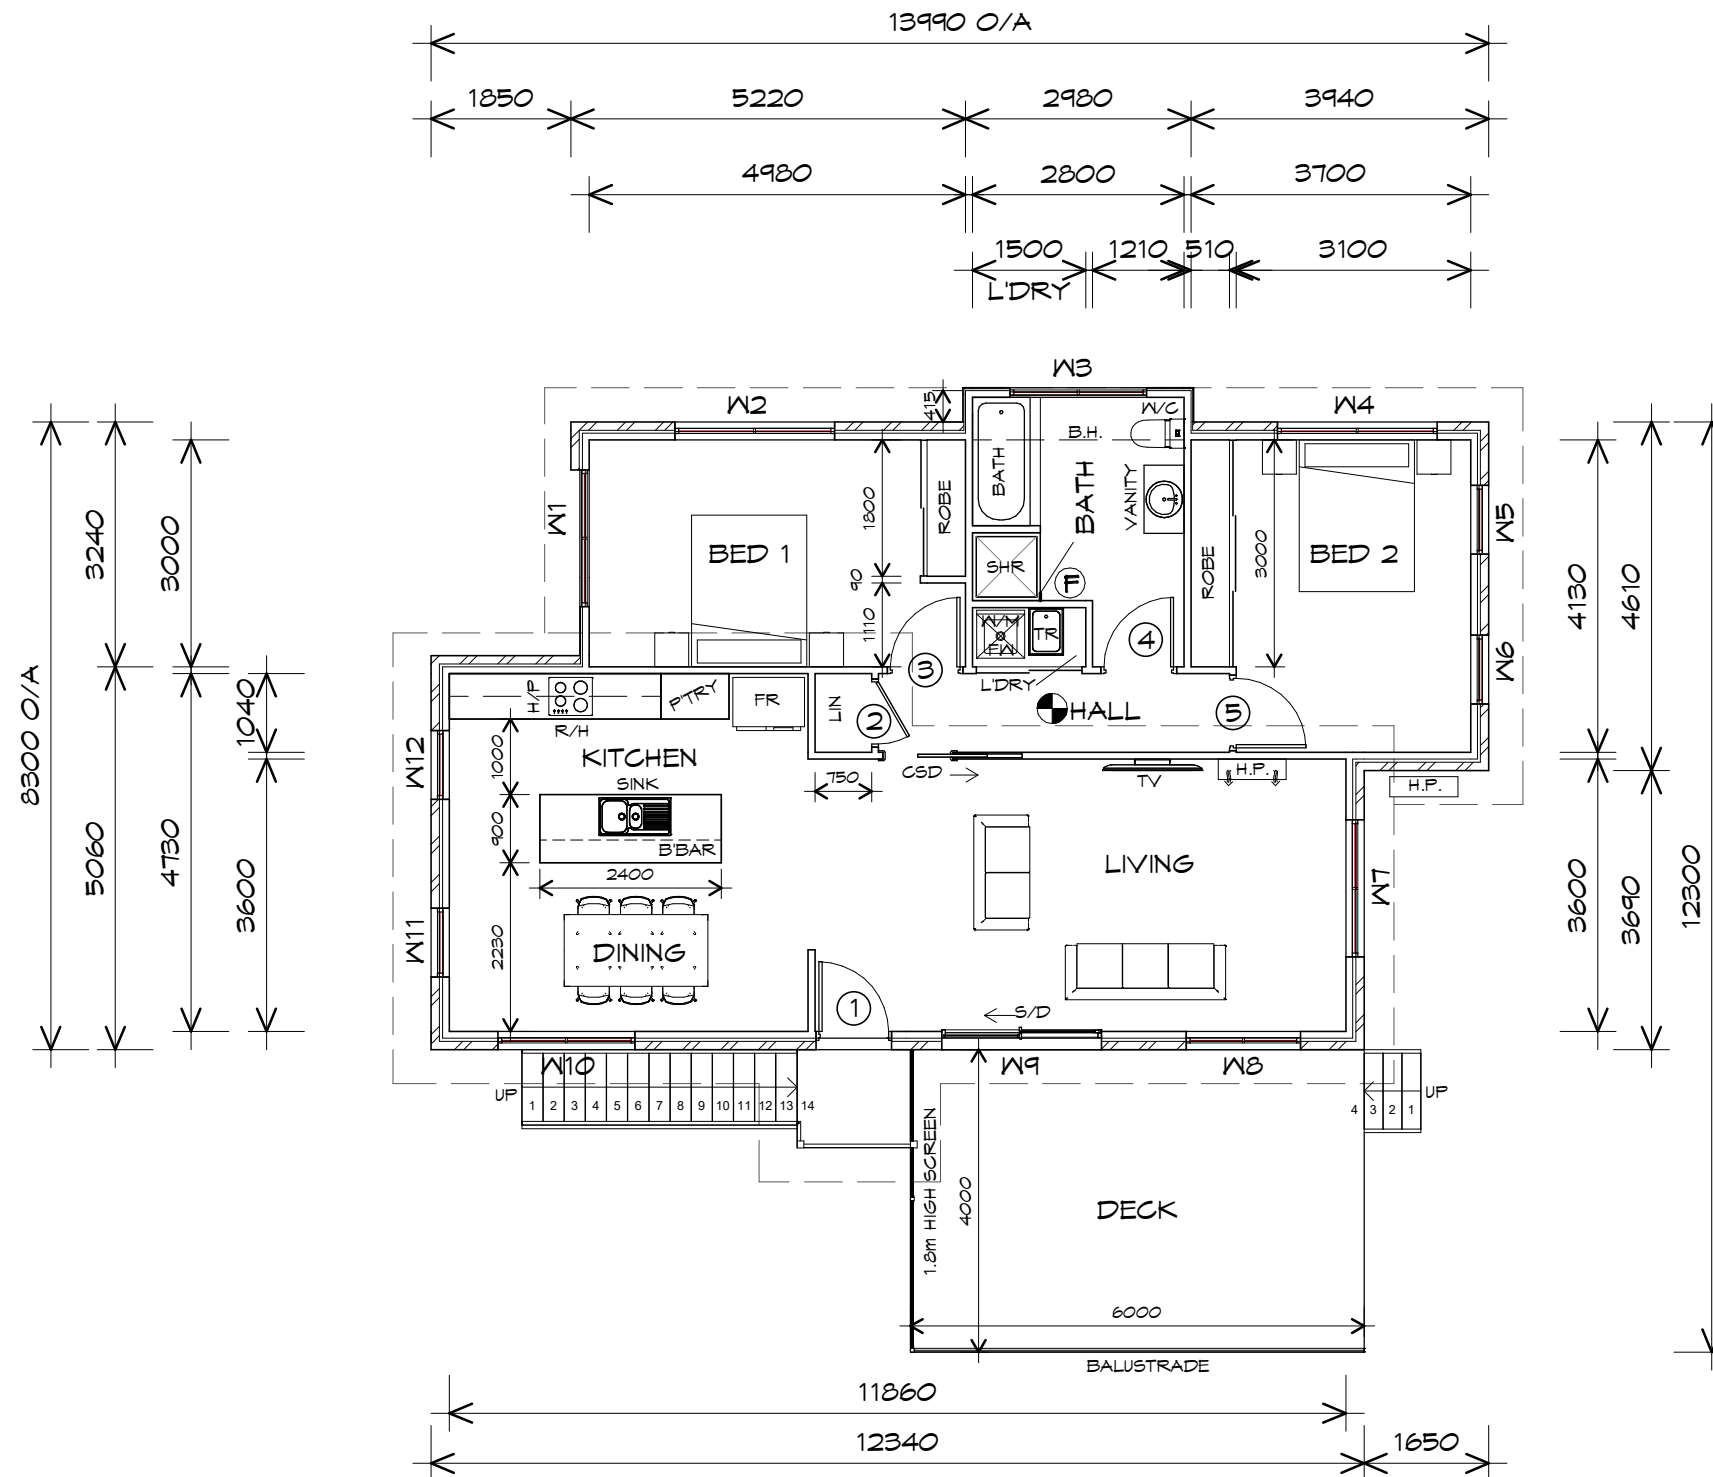 13990 O/A
1850 5220 2980 3940
4980 2800 3700
1500 1210 510 3100
L'DRY
W3
W2 W4
415
W/C
B.H.
BATH
BATH
VANITY
ROBE
1800
W1
BED 1
90
1110
SHR
F
W/M
FW
TR
4
3
L'DRY
ROBE
3000
BED 2
W5
W6
3240
3000
8300 O/A
5060
4730
1040
3600
4130
4610
3600
3690
12300
H/P
P'TRY
FR
LIN
2
HALL
5
R/H
KITCHEN
SINK
W12
1000
900
2230
B'BAR
2400
750
CSD
TV
H.P.
H.P.
LIVING
W7
W11
DINING
1
S/D
W10 W9 W8
UP
1 2 3 4 5 6 7 8 9 10 11 12 13 14
4 3 2 1
UP
1.8m HIGH SCREEN
4000
DECK
6000
BALUSTRADE
11860
12340 1650